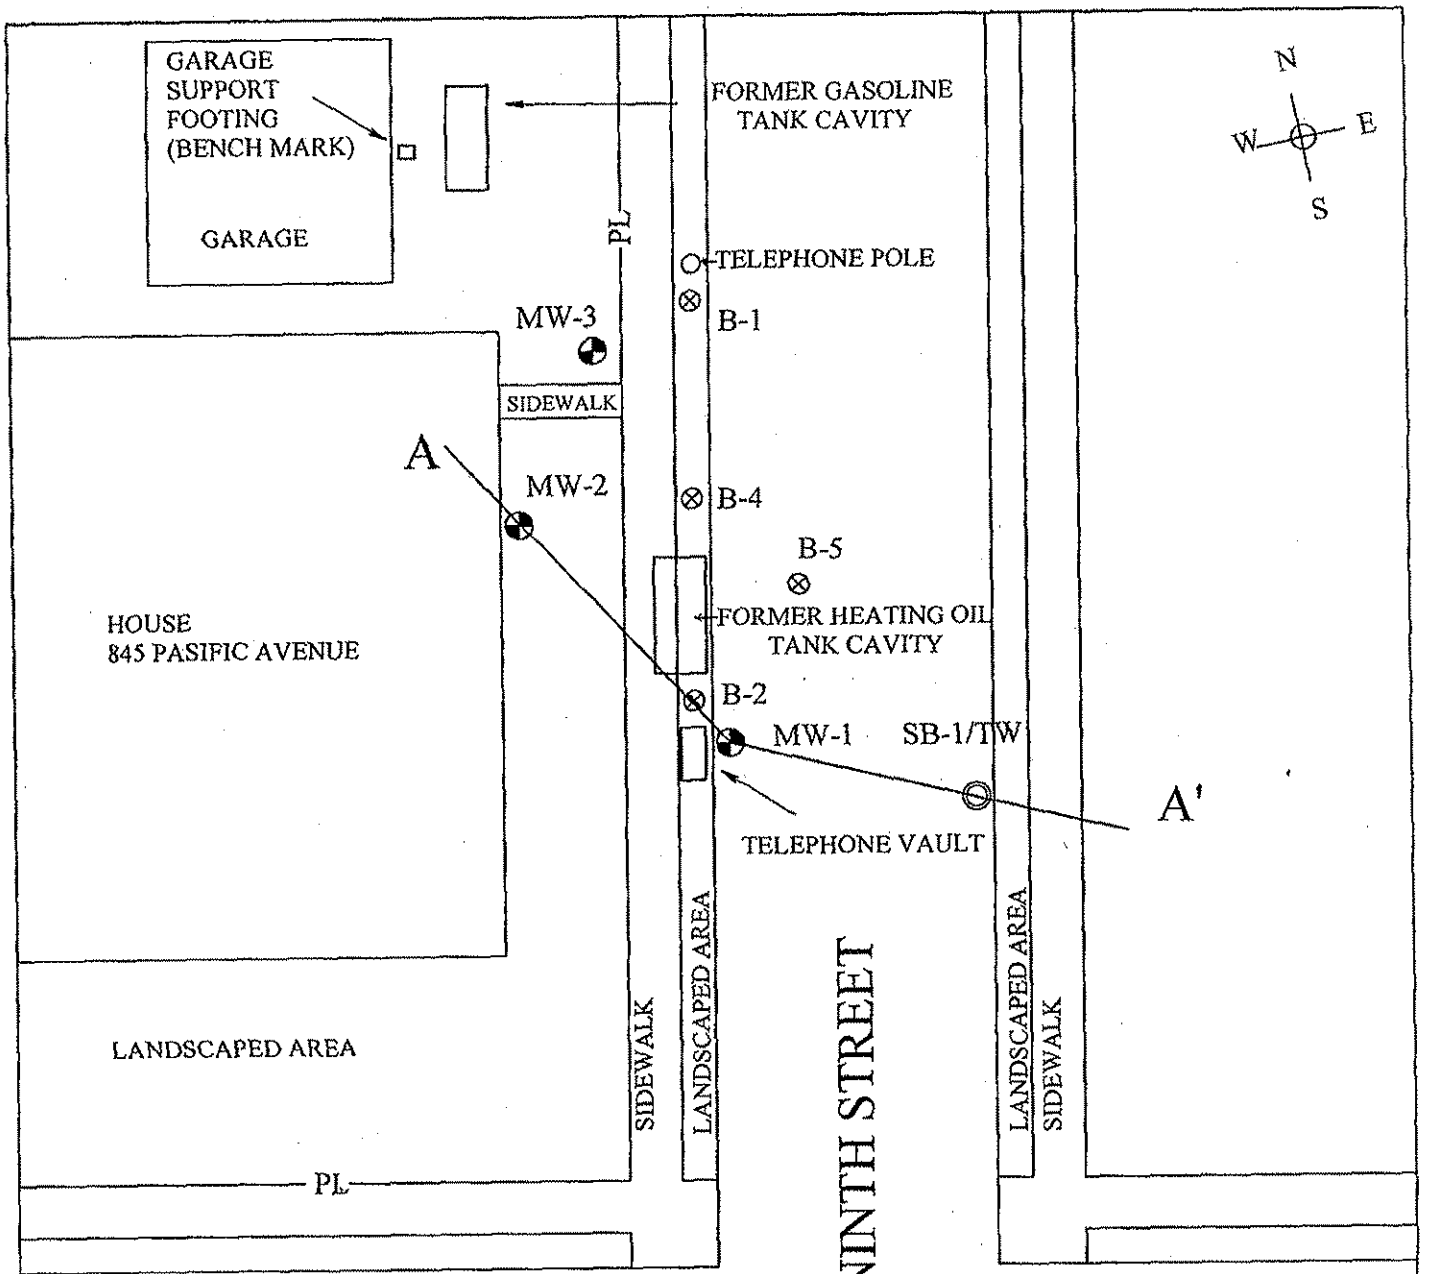 GARAGE
SUPPORT
FOOTING
(BENCH MARK)
GARAGE
FORMER GASOLINE
TANK CAVITY
N
W
E
S
PL
TELEPHONE POLE
B-1
MW-3
SIDEWALK
A
MW-2
B-4
B-5
HOUSE
845 PASIFIC AVENUE
FORMER HEATING OIL
TANK CAVITY
B-2
MW-1
SB-1/TW
A'
TELEPHONE VAULT
LANDSCAPED AREA
SIDEWALK
LANDSCAPED AREA
NINTH STREET
LANDSCAPED AREA
SIDEWALK
PL